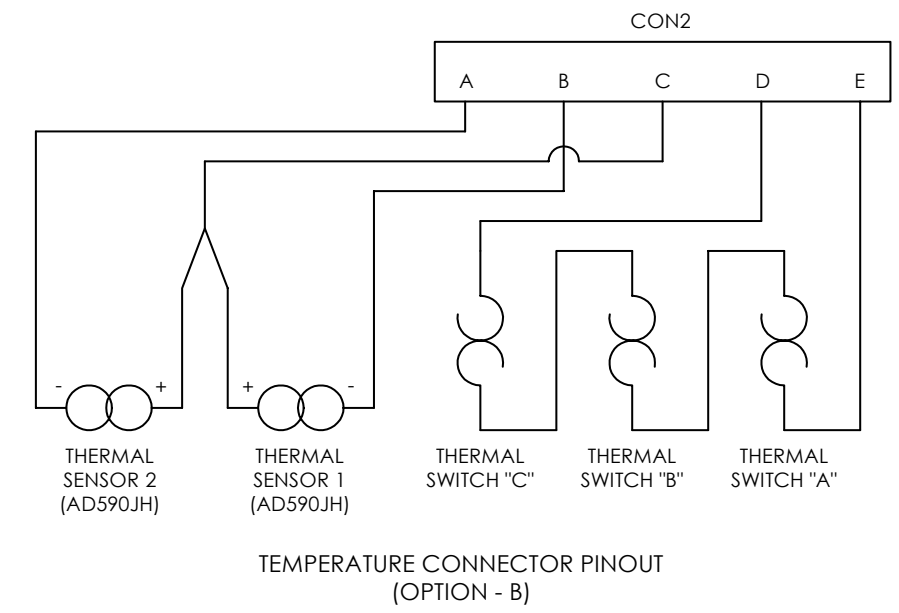 CON2
A B C D E
- + + -
THERMAL
SENSOR 2
(AD590JH)
THERMAL
SENSOR 1
(AD590JH)
THERMAL
SWITCH "C"
THERMAL
SWITCH "B"
THERMAL
SWITCH "A"
TEMPERATURE CONNECTOR PINOUT
(OPTION - B)